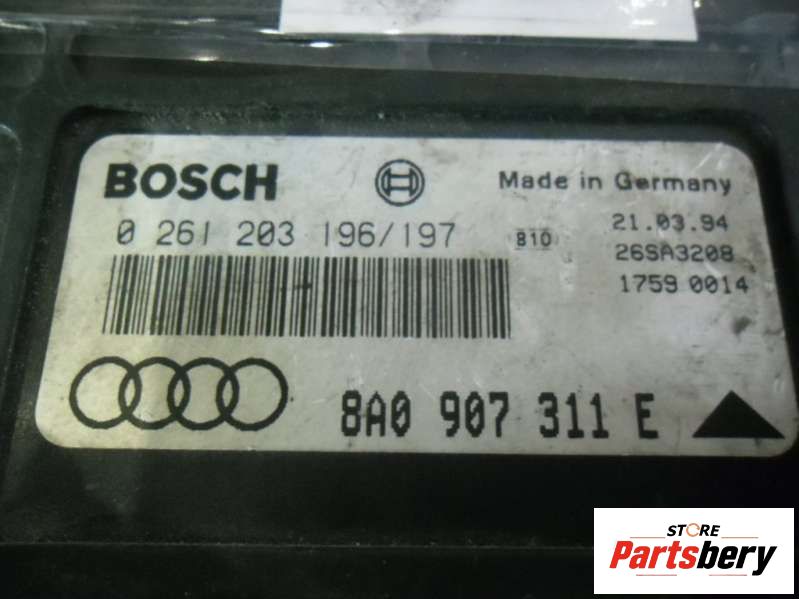 BOSCH
Made in Germany
0 261 203 196/197
B10
21.03.94
26SA3208
1759 0014
8A0 907 311 E
STORE
Partsbery